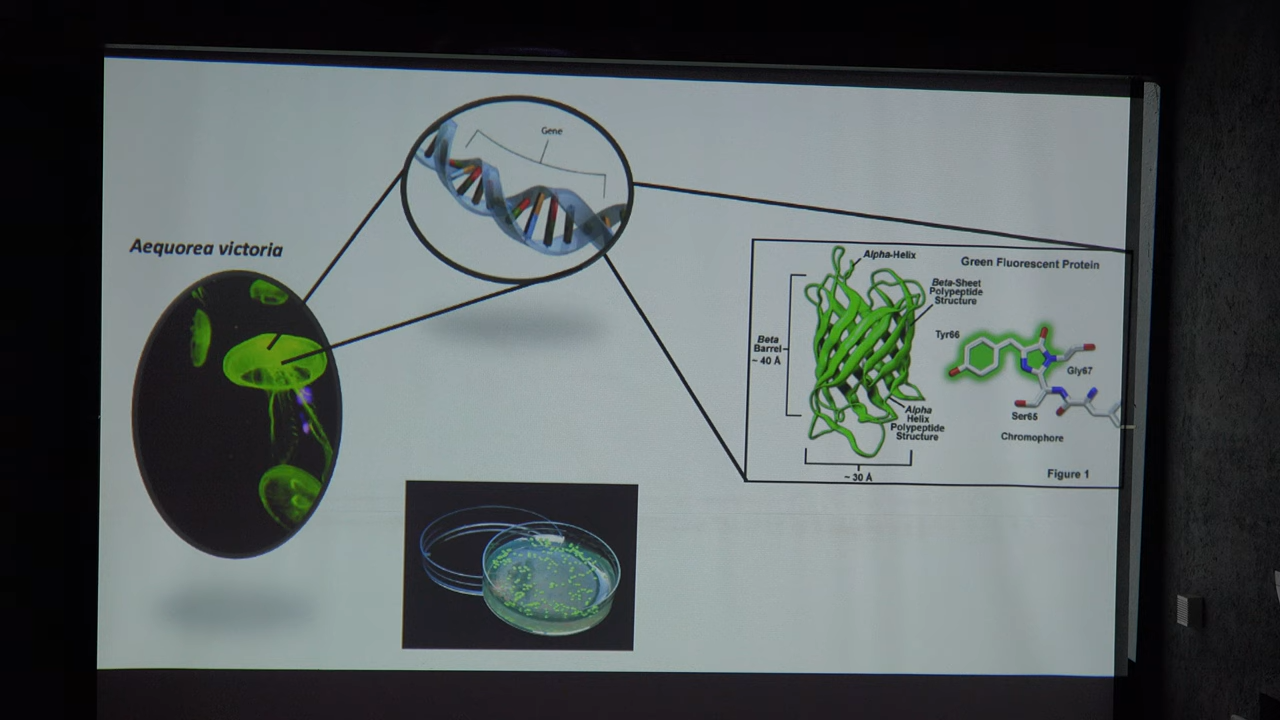 Gene
Aequorea victoria
Alpha-Helix
Green Fluorescent Protein
Beta-Sheet
Polypeptide
Structure
Tyr66
Beta
Barrel
~ 40 Å
Gly67
Ser65
Alpha
Helix
Polypeptide
Structure
Chromophore
~ 30 Å
Figure 1